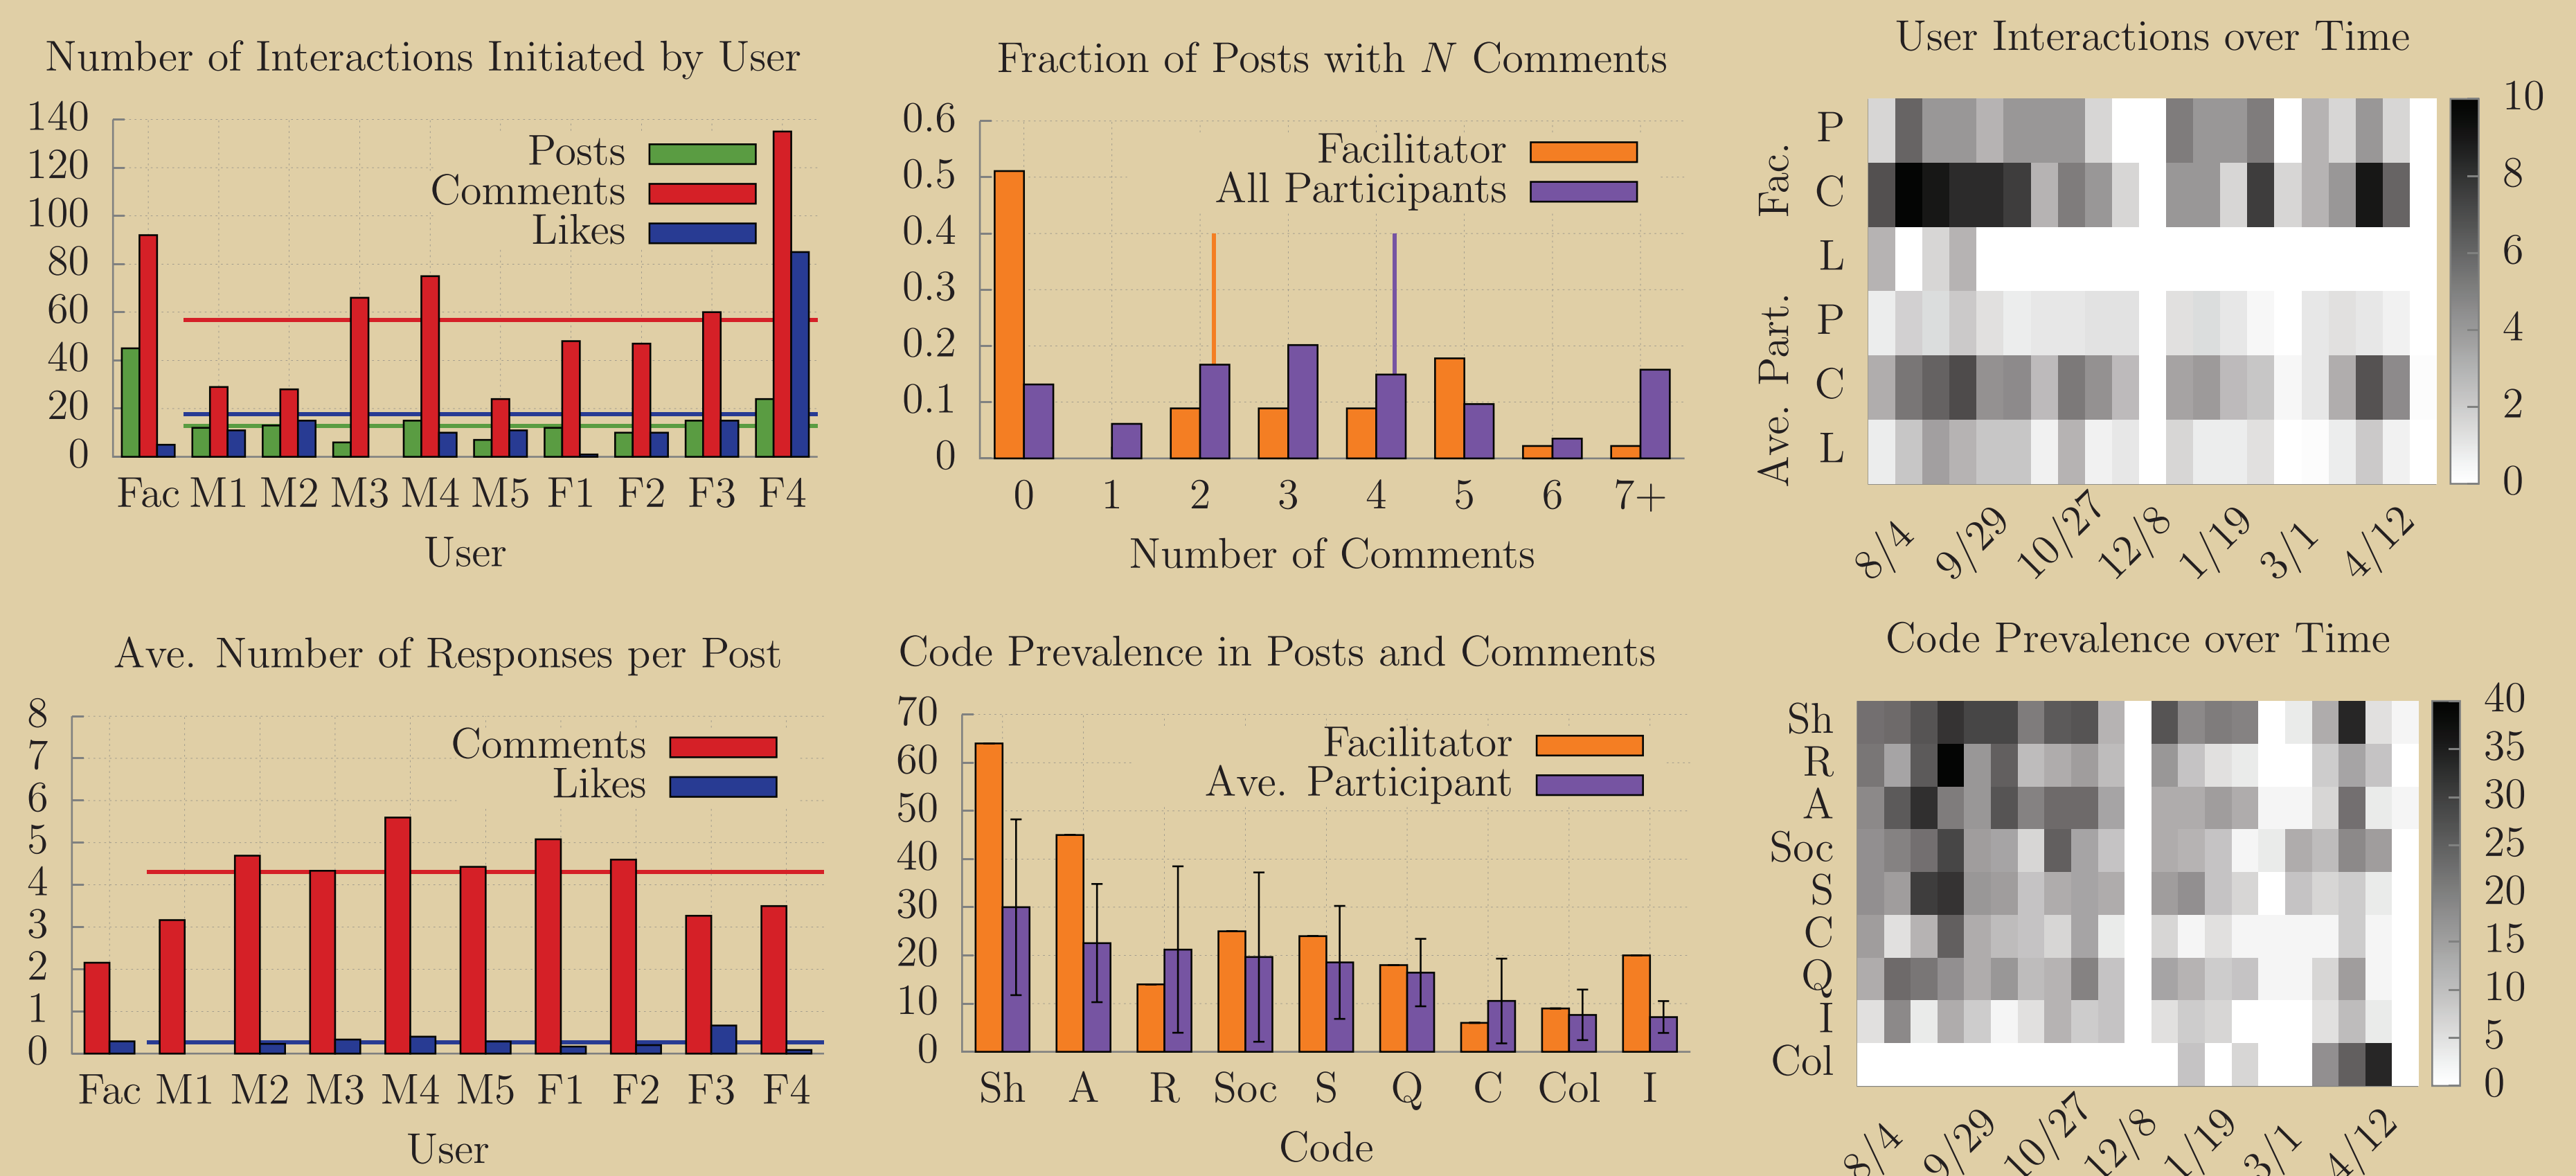 Number of Interactions Initiated by User
140
120
100
80
60
40
20
0
Posts
Comments
Likes
Fac M1 M2 M3 M4 M5 F1 F2 F3 F4
User
Fraction of Posts with N Comments
0.6
0.5
0.4
0.3
0.2
0.1
0
Facilitator
All Participants
0 1 2 3 4 5 6 7+
Number of Comments
User Interactions over Time
Fac.
P
C
L
Ave. Part.
P
C
L
10
8
6
4
2
0
8/4 9/29 10/27 12/8 1/19 3/1 4/12
Ave. Number of Responses per Post
8
7
6
5
4
3
2
1
0
Comments
Likes
Fac M1 M2 M3 M4 M5 F1 F2 F3 F4
User
Code Prevalence in Posts and Comments
70
60
50
40
30
20
10
0
Facilitator
Ave. Participant
Sh A R Soc S Q C Col I
Code
Code Prevalence over Time
Sh
R
A
Soc
S
C
Q
I
Col
40
35
30
25
20
15
10
5
0
8/4 9/29 10/27 12/8 1/19 3/1 4/12